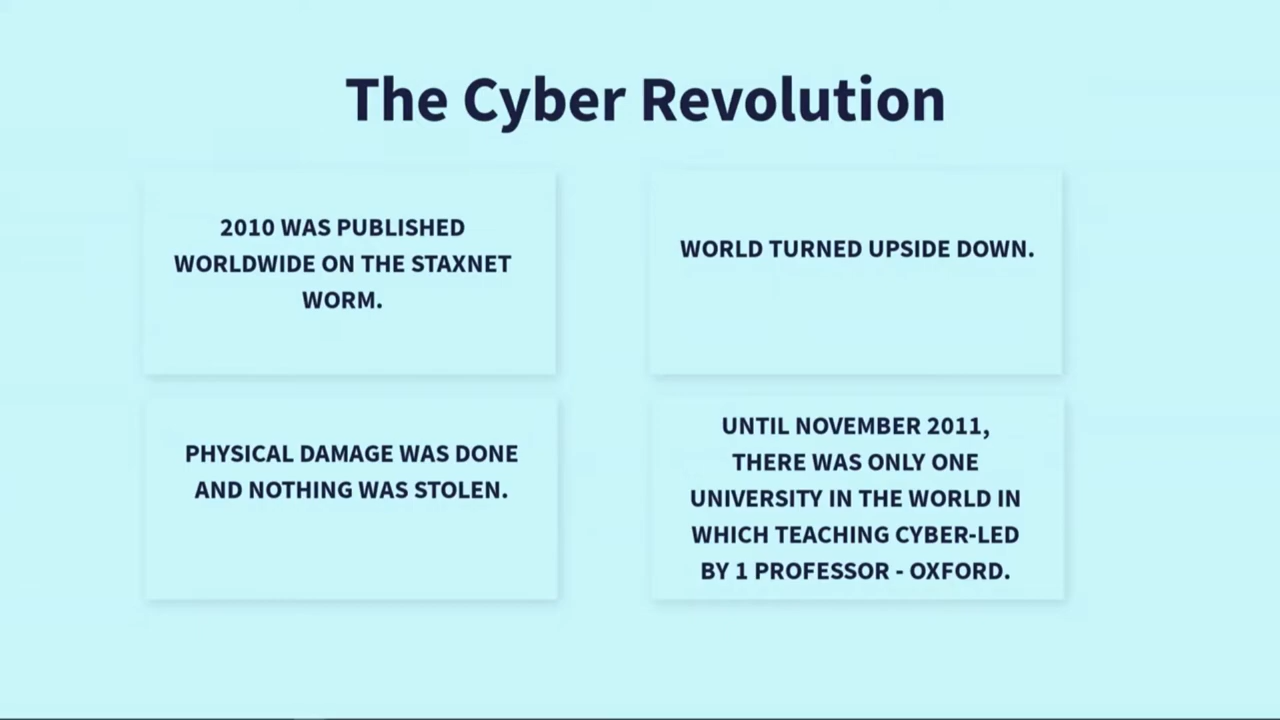 The Cyber Revolution
2010 WAS PUBLISHED
WORLDWIDE ON THE STAXNET
WORM.
WORLD TURNED UPSIDE DOWN.
PHYSICAL DAMAGE WAS DONE
AND NOTHING WAS STOLEN.
UNTIL NOVEMBER 2011,
THERE WAS ONLY ONE
UNIVERSITY IN THE WORLD IN
WHICH TEACHING CYBER-LED
BY 1 PROFESSOR - OXFORD.